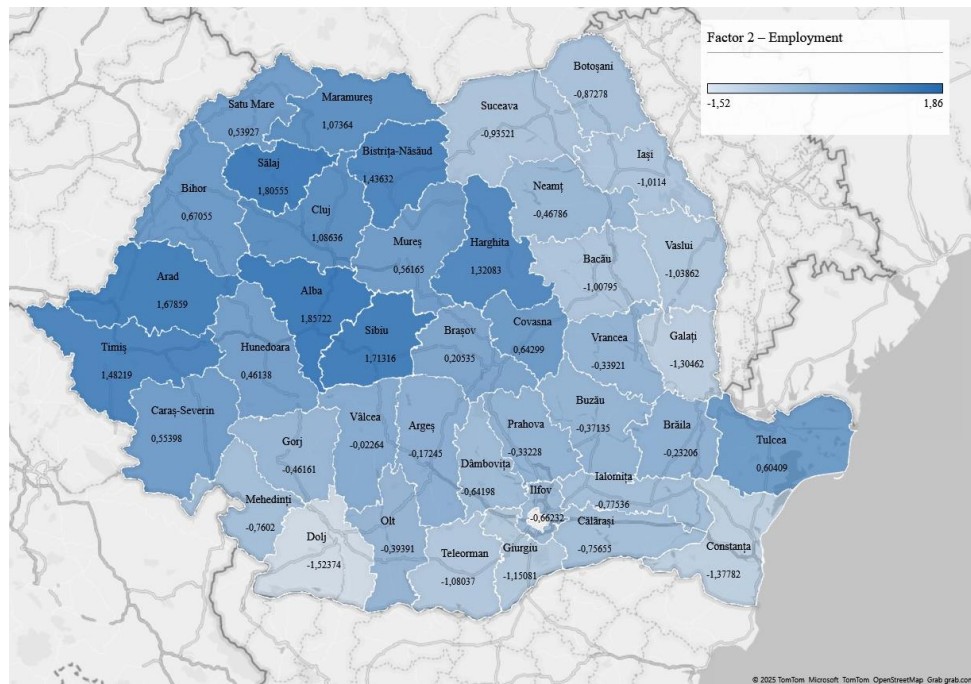 Factor 2 – Employment
-1,52
1,86
Botoșani
-0,87278
Suceava
-0,93521
Satu Mare
0,53927
Maramureș
1,07364
Bistrița-Năsăud
1,43632
Sălaj
1,80555
Iași
-1,0114
Neamț
-0,46786
Bihor
0,67055
Cluj
1,08636
Mureș
0,56165
Harghita
1,32083
Bacău
-1,00795
Vaslui
-1,03862
Arad
1,67859
Alba
1,85722
Sibiu
1,71316
Brașov
0,20535
Covasna
0,64299
Vrancea
-0,33921
Galați
-1,30462
Timiș
1,48219
Hunedoara
0,46138
Caraș-Severin
0,55398
Gorj
-0,46161
Vâlcea
-0,02264
Argeș
-0,17245
Dâmbovița
-0,64198
Prahova
-0,33228
Buzău
-0,37135
Brăila
-0,23206
Tulcea
0,60409
Mehedinți
-0,7602
Dolj
-1,52374
Olt
-0,39391
Teleorman
-1,08037
Giurgiu
-1,15081
Ilfov
-0,66232
Ialomița
-0,77536
Călărași
-0,75655
Constanța
-1,37782
© 2025 TomTom Microsoft TomTom OpenStreetMap Grab grab.com